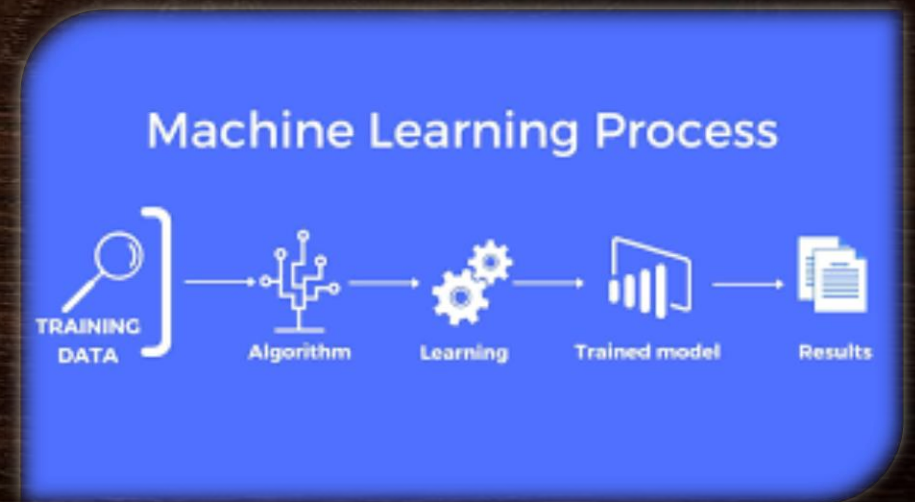 Machine Learning Process
TRAINING
DATA
Algorithm
Learning
Trained model
Results